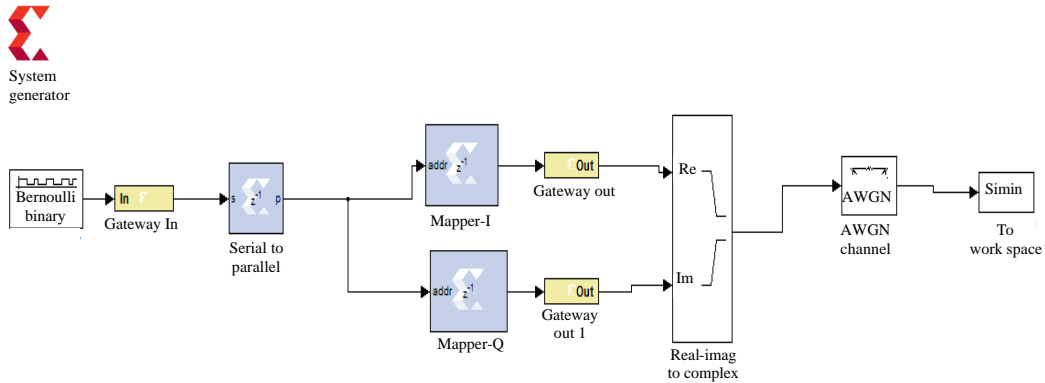 System
generator
Bernoulli
binary
In
Gateway In
s
z-1
p
Serial to
parallel
addr
z-1
Mapper-I
Out
Gateway out
addr
z-1
Mapper-Q
Out
Gateway
out 1
Re
Im
Real-imag
to complex
AWGN
AWGN
channel
Simin
To
work space